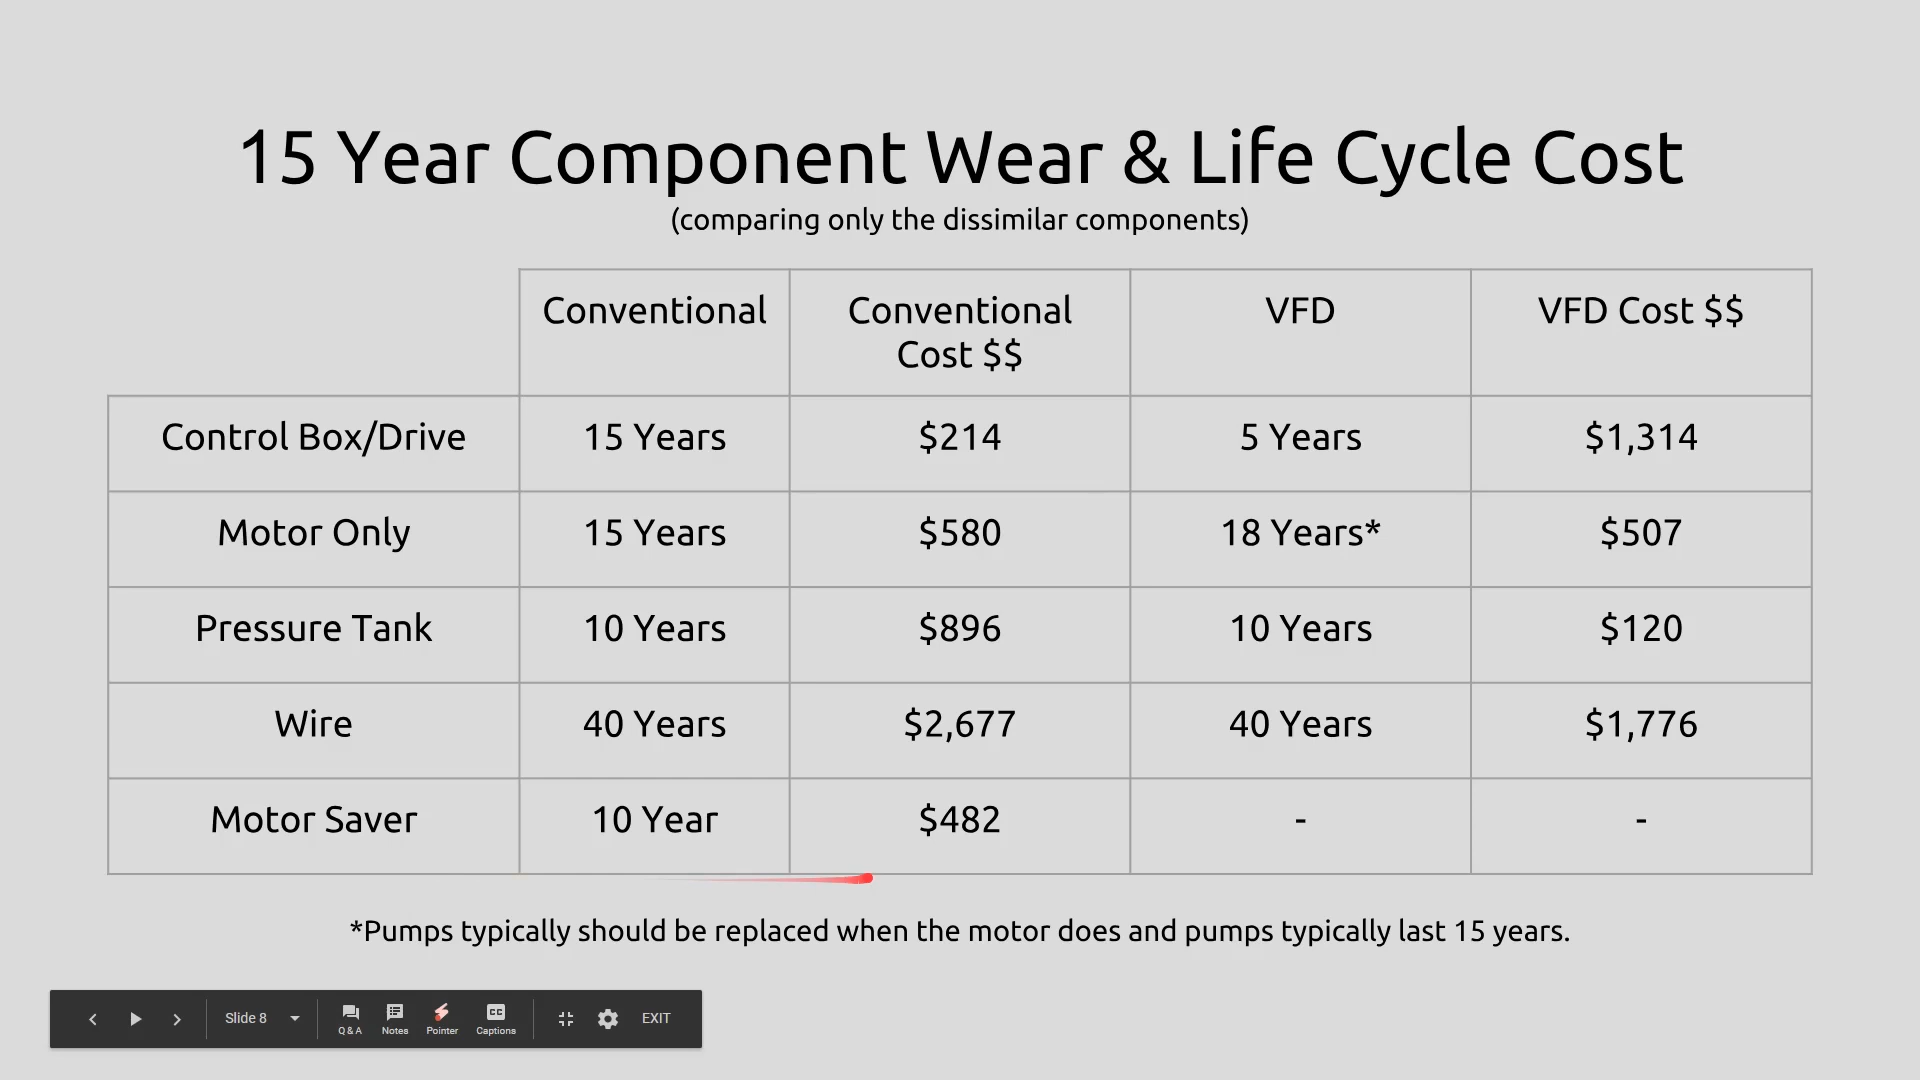 15 Year Component Wear & Life Cycle Cost
(comparing only the dissimilar components)
Conventional
Conventional
Cost $$
VFD
VFD Cost $$
Control Box/Drive
15 Years
$214
5 Years
$1,314
Motor Only
15 Years
$580
18 Years*
$507
Pressure Tank
10 Years
$896
10 Years
$120
Wire
40 Years
$2,677
40 Years
$1,776
Motor Saver
10 Year
$482
-
-
*Pumps typically should be replaced when the motor does and pumps typically last 15 years.
Slide 8
Q & A
Notes
Pointer
CC
Captions
EXIT